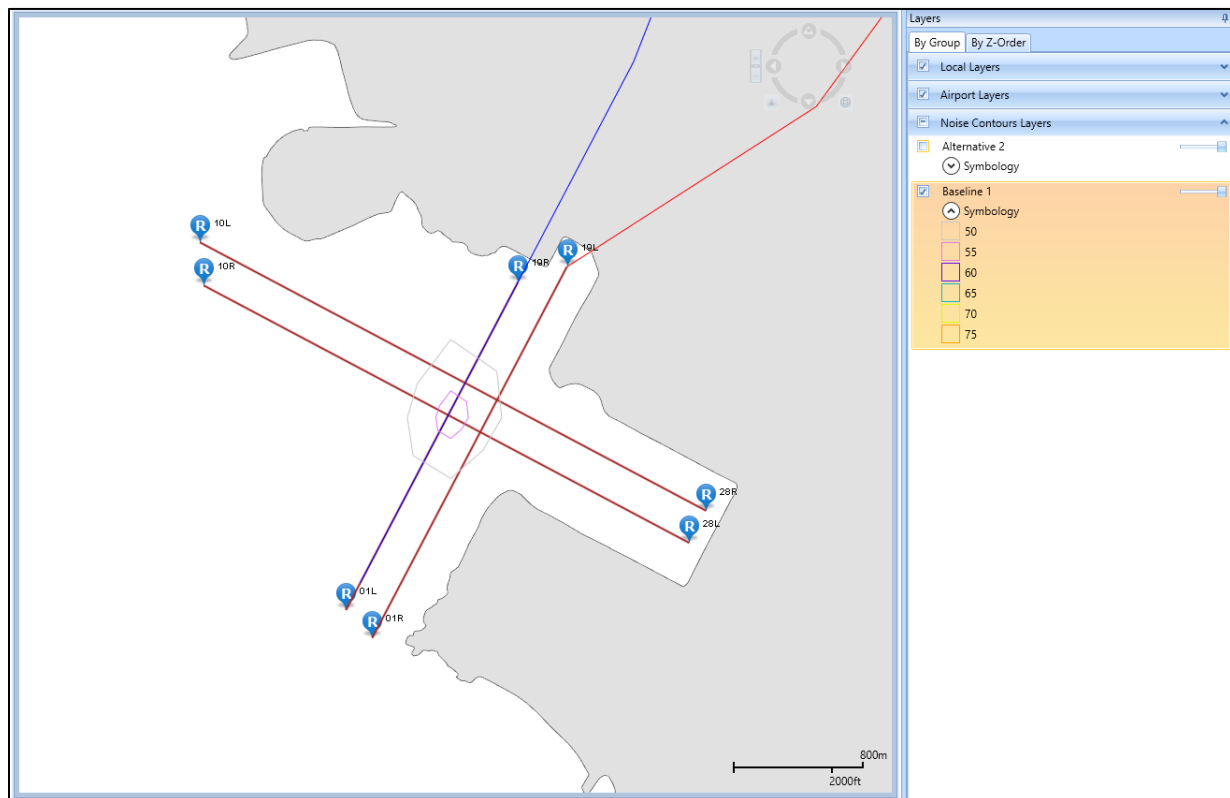 10L
10R
19R
19L
28R
28L
01L
01R
800m
2000ft
Layers
By Group By Z-Order
Local Layers
Airport Layers
Noise Contours Layers
Alternative 2
Symbology
Baseline 1
Symbology
50
55
60
65
70
75
R
R
R
R
R
R
R
R